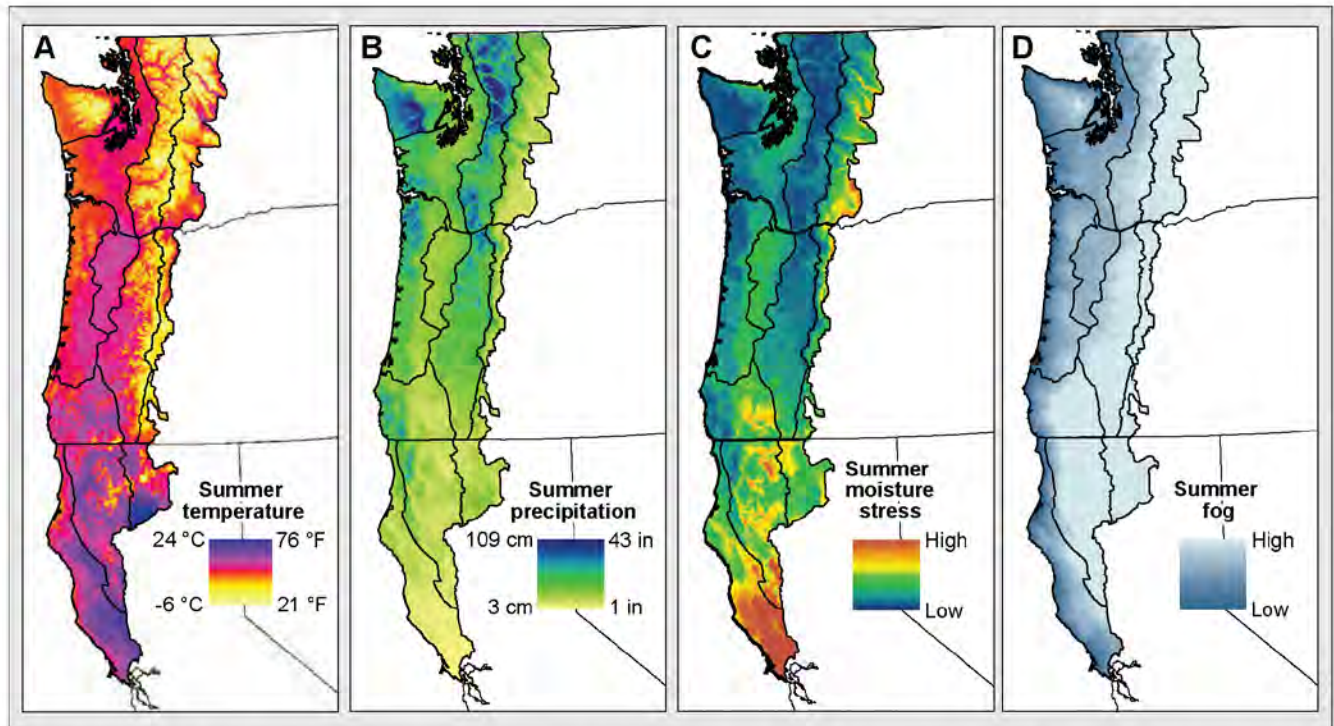 A
Summer
temperature
24 °C 76 °F
-6 °C 21 °F
B
Summer
precipitation
109 cm 43 in
3 cm 1 in
C
Summer
moisture
stress
High
Low
D
Summer
fog
High
Low